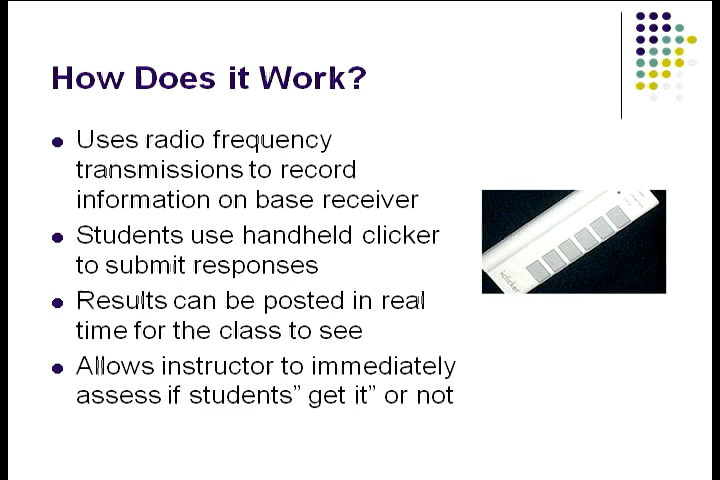 How Does it Work?
Uses radio frequency
transmissions to record
information on base receiver
Students use handheld clicker
to submit responses
Results can be posted in real
time for the class to see
Allows instructor to immediately
assess if students” get it” or not
iclicker